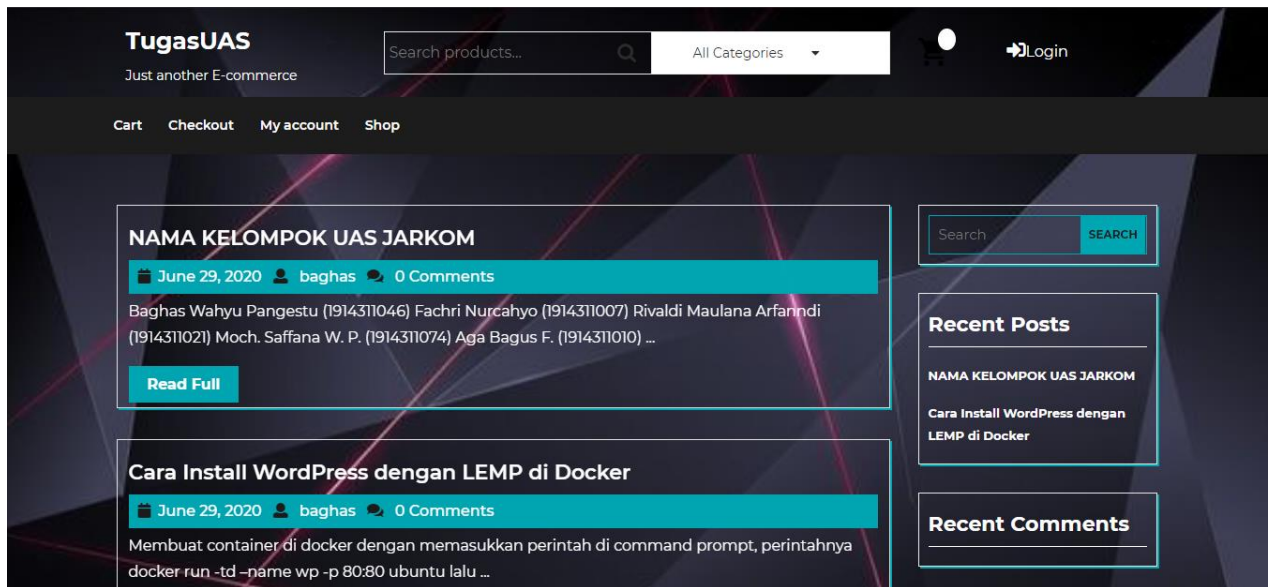 TugasUAS
Just another E-commerce
Search products...
All Categories
Login
Cart Checkout My account Shop
NAMA KELOMPOK UAS JARKOM
June 29, 2020 baghas 0 Comments
Baghas Wahyu Pangestu (1914311046) Fachri Nurcahyo (1914311007) Rivaldi Maulana Arfanndi
(1914311021) Moch. Saffana W. P. (1914311074) Aga Bagus F. (1914311010) ...
Read Full
Cara Install WordPress dengan LEMP di Docker
June 29, 2020 baghas 0 Comments
Membuat container di docker dengan memasukkan perintah di command prompt, perintahnya
docker run -td –name wp -p 80:80 ubuntu lalu ...
Search SEARCH
Recent Posts
NAMA KELOMPOK UAS JARKOM
Cara Install WordPress dengan
LEMP di Docker
Recent Comments